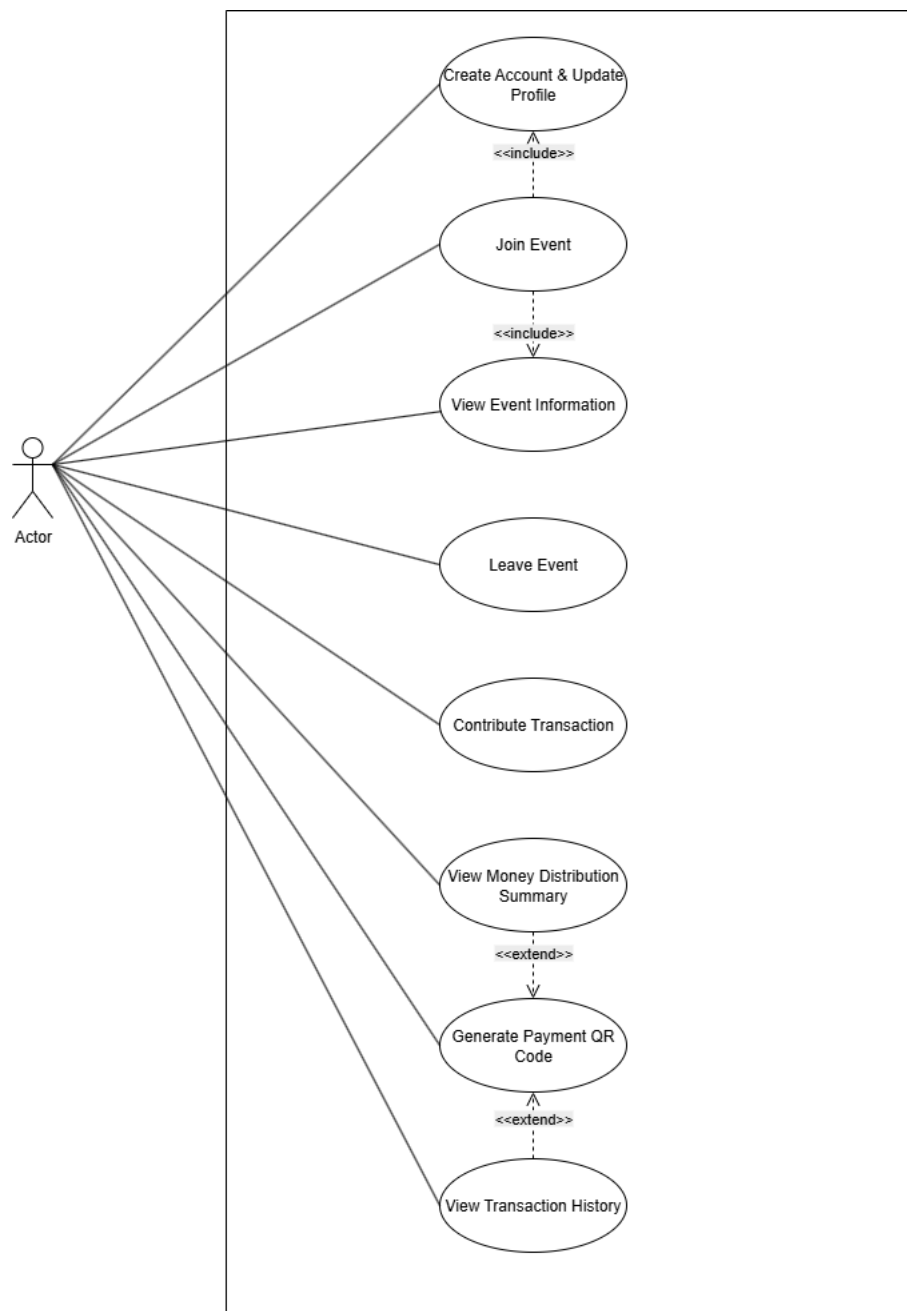 Create Account & Update
Profile
<<include>>
Join Event
<<include>>
View Event Information
Actor
Leave Event
Contribute Transaction
View Money Distribution
Summary
<<extend>>
Generate Payment QR
Code
<<extend>>
View Transaction History